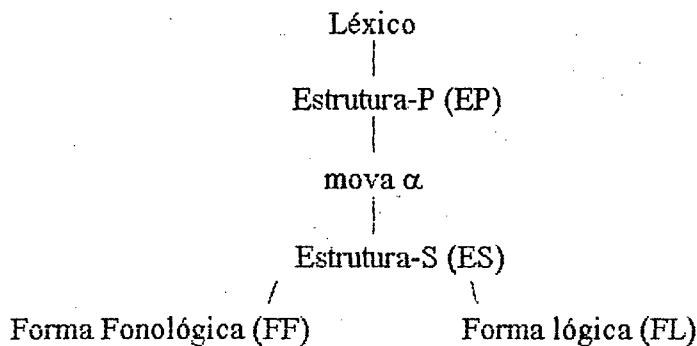 Léxico
Estrutura-P (EP)
mova α
Estrutura-S (ES)
Forma Fonológica (FF) Forma lógica (FL)